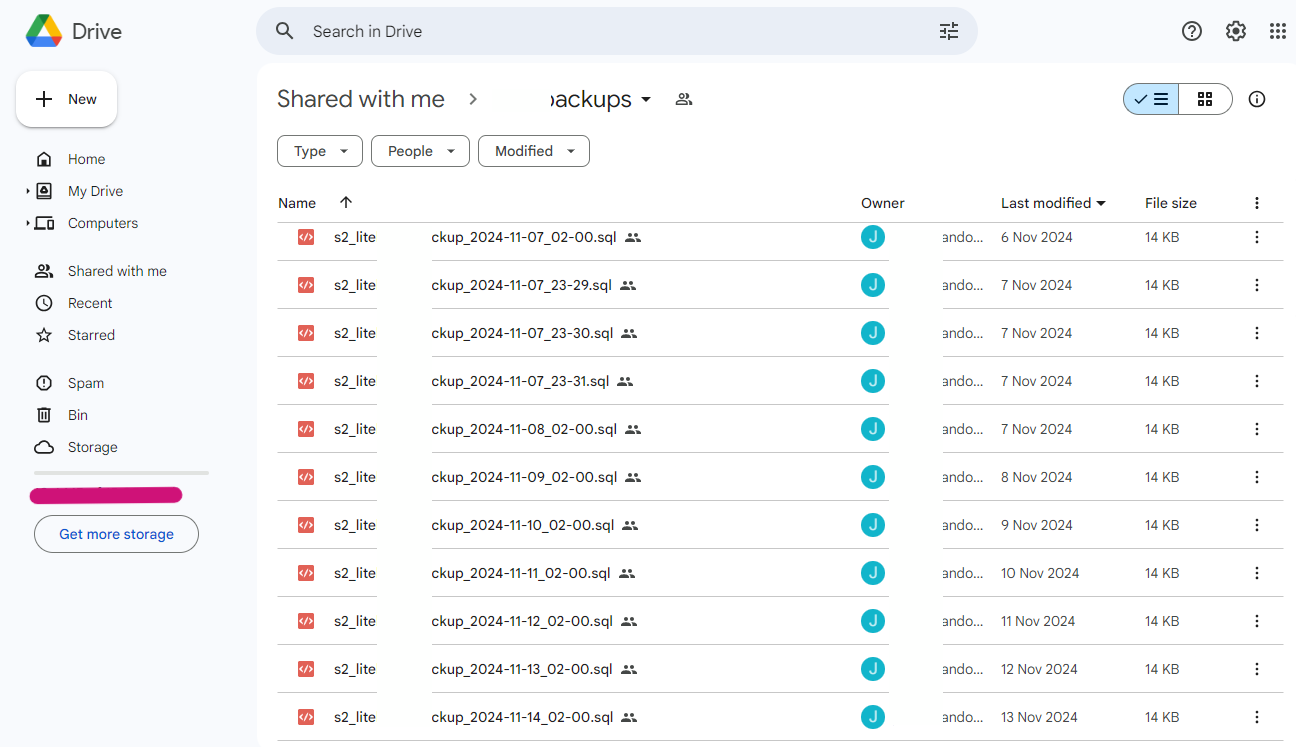 Drive
Search in Drive
New
Home
My Drive
Computers
Shared with me
Recent
Starred
Spam
Bin
Storage
Get more storage
Shared with me backups
Type People Modified
Name Owner Last modified File size
s2_lite ckup_2024-11-07_02-00.sql J ando... 6 Nov 2024 14 KB
s2_lite ckup_2024-11-07_23-29.sql J ando... 7 Nov 2024 14 KB
s2_lite ckup_2024-11-07_23-30.sql J ando... 7 Nov 2024 14 KB
s2_lite ckup_2024-11-07_23-31.sql J ando... 7 Nov 2024 14 KB
s2_lite ckup_2024-11-08_02-00.sql J ando... 7 Nov 2024 14 KB
s2_lite ckup_2024-11-09_02-00.sql J ando... 8 Nov 2024 14 KB
s2_lite ckup_2024-11-10_02-00.sql J ando... 9 Nov 2024 14 KB
s2_lite ckup_2024-11-11_02-00.sql J ando... 10 Nov 2024 14 KB
s2_lite ckup_2024-11-12_02-00.sql J ando... 11 Nov 2024 14 KB
s2_lite ckup_2024-11-13_02-00.sql J ando... 12 Nov 2024 14 KB
s2_lite ckup_2024-11-14_02-00.sql J ando... 13 Nov 2024 14 KB